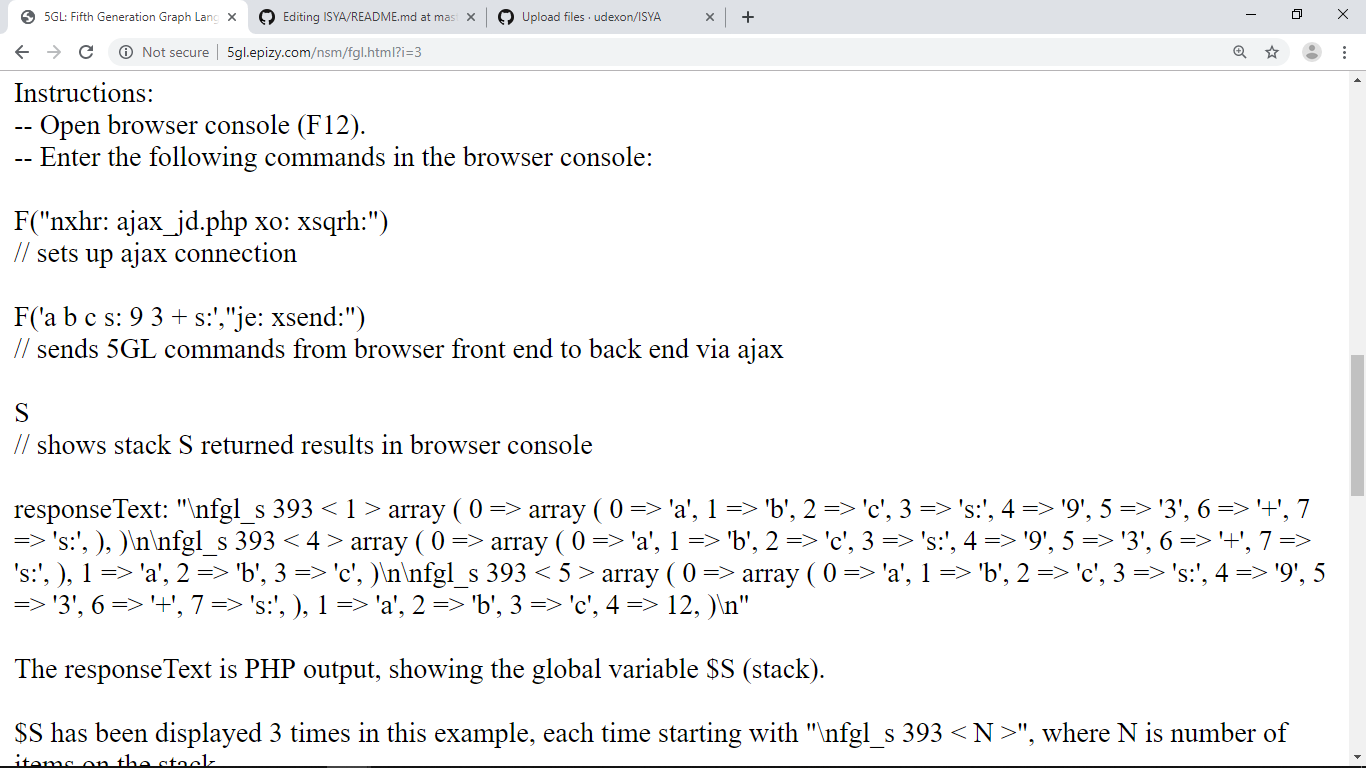 5GL: Fifth Generation Graph Lang
Editing ISYA/README.md at mast
Upload files · udexon/ISYA
Not secure
5gl.epizy.com/nsm/fgl.html?i=3
Instructions:
-- Open browser console (F12).
-- Enter the following commands in the browser console:
F("nxhr: ajax_jd.php xo: xsqrh:")
// sets up ajax connection
F('a b c s: 9 3 + s:',"je: xsend:")
// sends 5GL commands from browser front end to back end via ajax
S
// shows stack S returned results in browser console
responseText: "\nfgl_s 393 < 1 > array ( 0 => array ( 0 => 'a', 1 => 'b', 2 => 'c', 3 => 's:', 4 => '9', 5 => '3', 6 => '+', 7
=> 's:', ), )\n\nfgl_s 393 < 4 > array ( 0 => array ( 0 => 'a', 1 => 'b', 2 => 'c', 3 => 's:', 4 => '9', 5 => '3', 6 => '+', 7 =>
's:', ), 1 => 'a', 2 => 'b', 3 => 'c', )\n\nfgl_s 393 < 5 > array ( 0 => array ( 0 => 'a', 1 => 'b', 2 => 'c', 3 => 's:', 4 => '9', 5
=> '3', 6 => '+', 7 => 's:', ), 1 => 'a', 2 => 'b', 3 => 'c', 4 => 12, )\n"
The responseText is PHP output, showing the global variable $S (stack).
$S has been displayed 3 times in this example, each time starting with "\nfgl_s 393 < N >", where N is number of
items on the stack